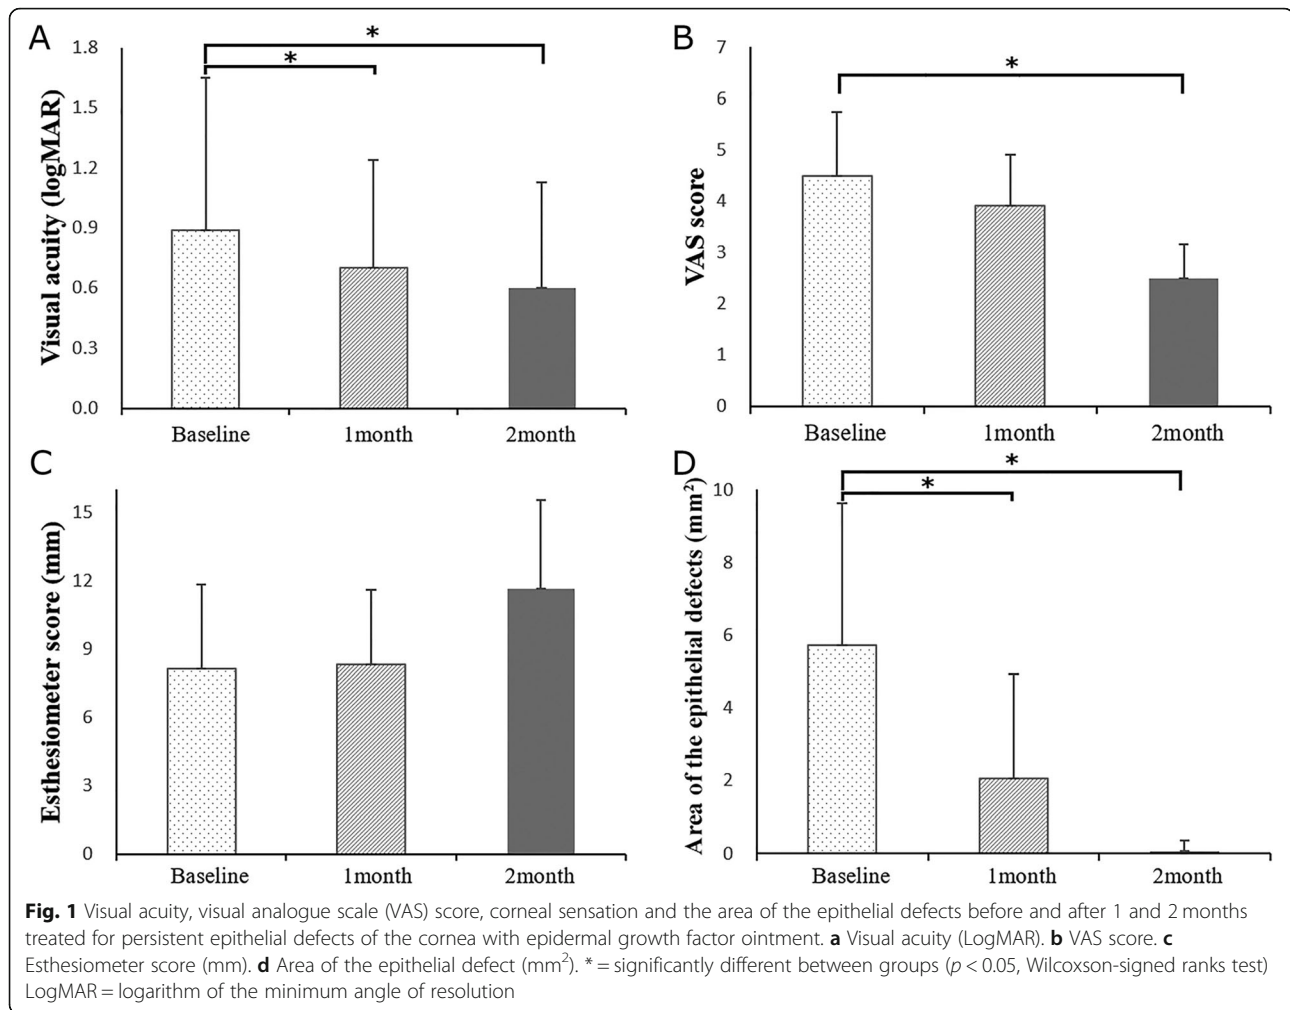 A
Visual acuity (logMAR)
1.8
1.5
1.2
0.9
0.6
0.3
0.0
*
*
Baseline 1month 2month
B
VAS score
7
6
5
4
3
2
1
0
*
Baseline 1month 2month
C
Esthesiometer score (mm)
15
12
9
6
3
0
Baseline 1month 2month
D
Area of the epithelial defects (mm²)
10
8
6
4
2
0
*
*
Baseline 1month 2month
Fig. 1 Visual acuity, visual analogue scale (VAS) score, corneal sensation and the area of the epithelial defects before and after 1 and 2 months
treated for persistent epithelial defects of the cornea with epidermal growth factor ointment. a Visual acuity (LogMAR). b VAS score. c
Esthesiometer score (mm). d Area of the epithelial defect (mm²). * = significantly different between groups (p < 0.05, Wilcoxson-signed ranks test)
LogMAR = logarithm of the minimum angle of resolution